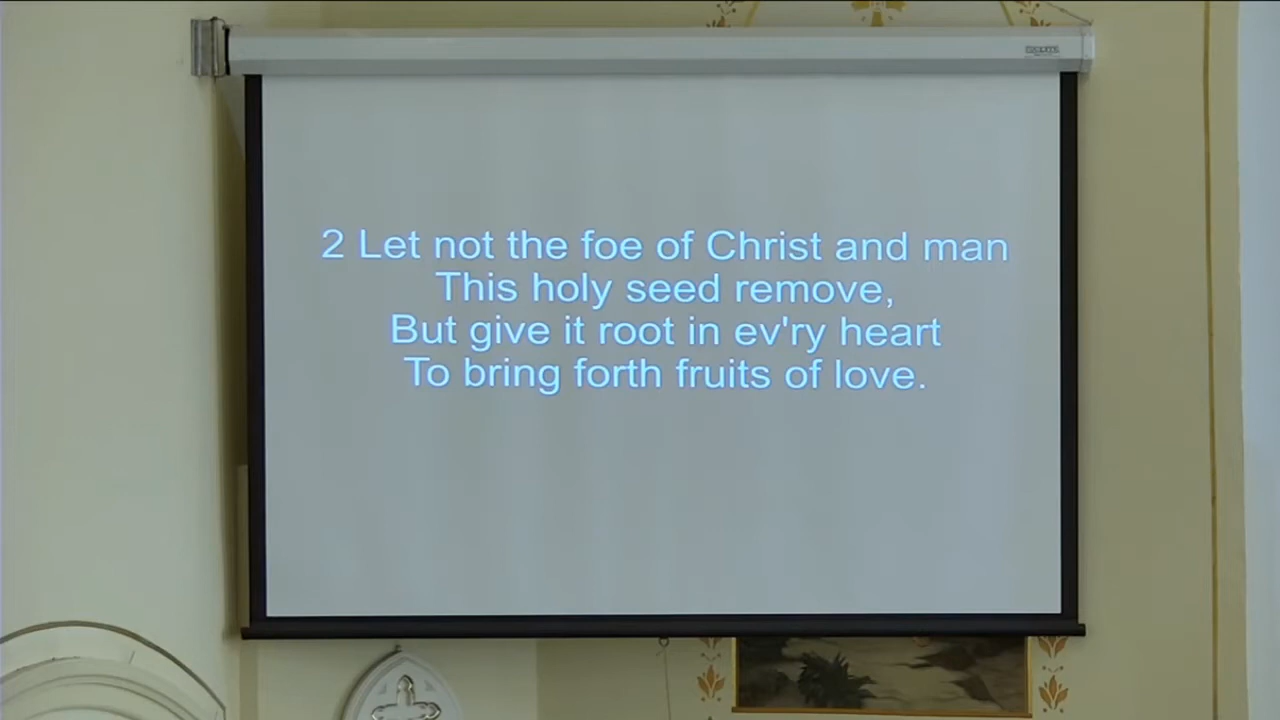 2 Let not the foe of Christ and man
This holy seed remove,
But give it root in ev'ry heart
To bring forth fruits of love.